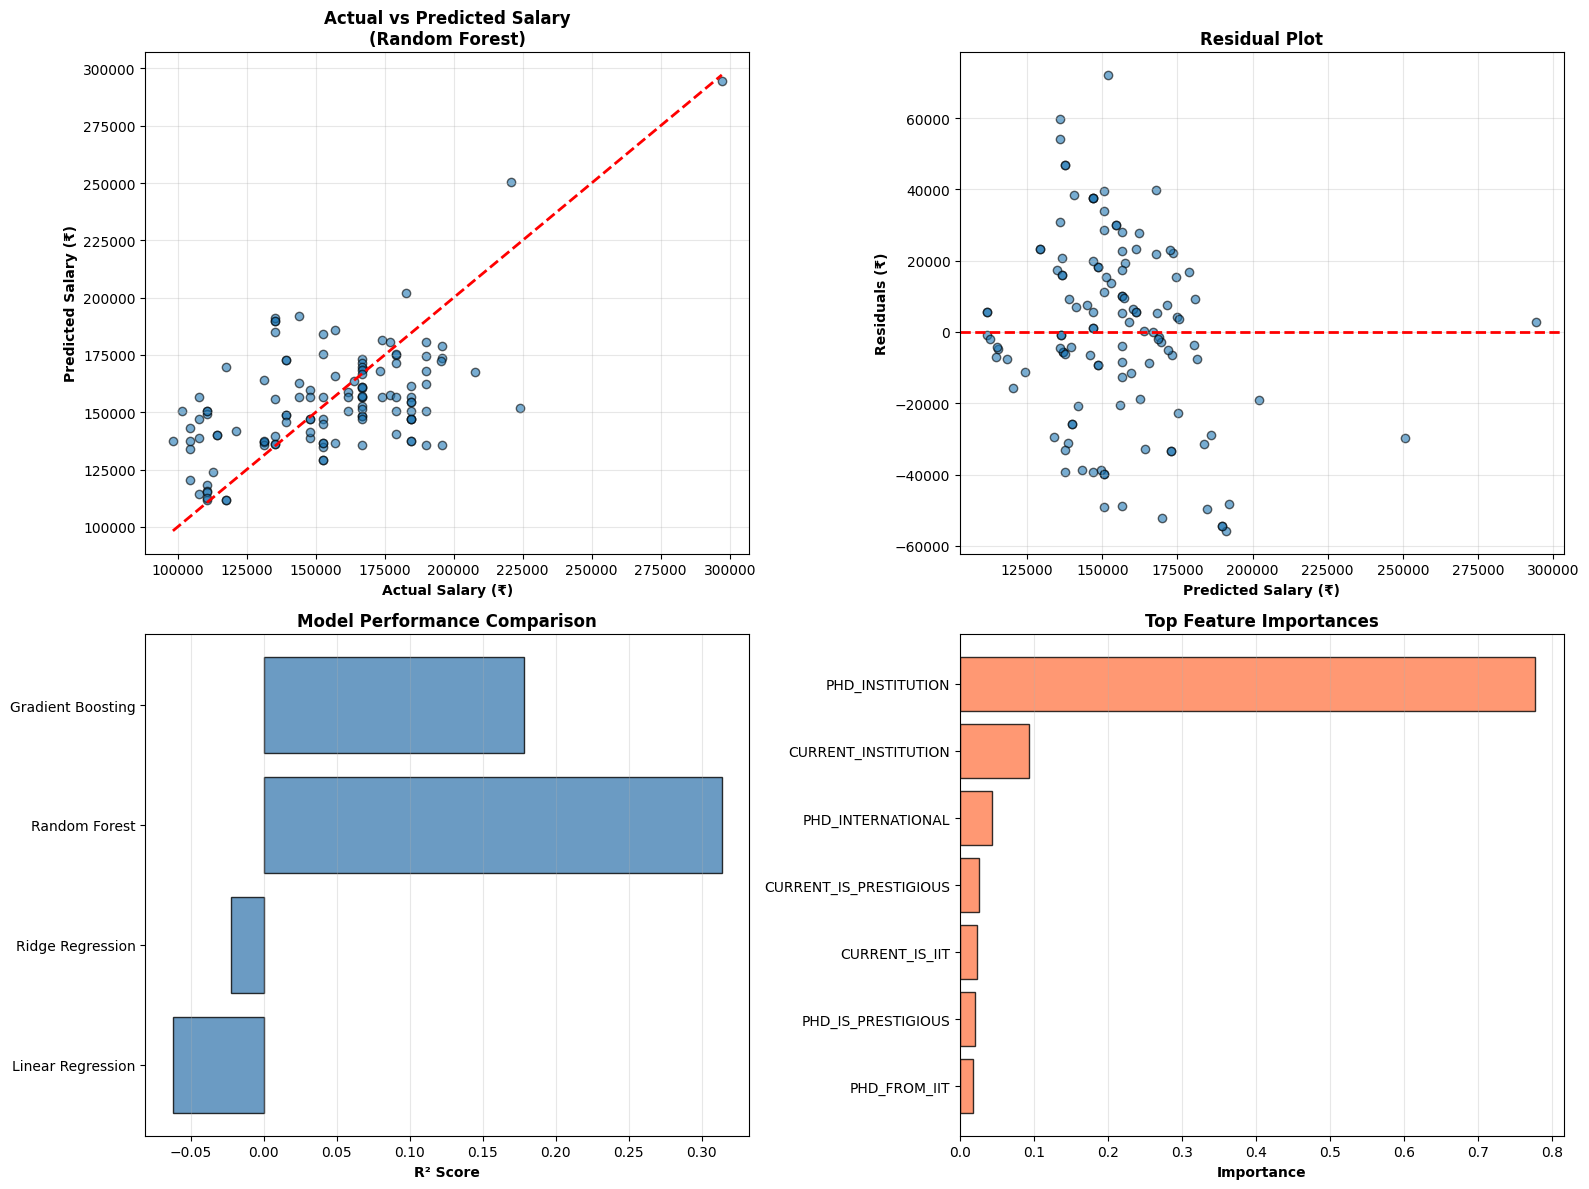 Actual vs Predicted Salary
(Random Forest)
300000
275000
250000
225000
200000
175000
150000
125000
100000
Predicted Salary (₹)
100000 125000 150000 175000 200000 225000 250000 275000 300000
Actual Salary (₹)
Residual Plot
60000
40000
20000
0
−20000
−40000
−60000
Residuals (₹)
125000 150000 175000 200000 225000 250000 275000 300000
Predicted Salary (₹)
Model Performance Comparison
Gradient Boosting
Random Forest
Ridge Regression
Linear Regression
−0.05 0.00 0.05 0.10 0.15 0.20 0.25 0.30
R² Score
Top Feature Importances
PHD_INSTITUTION
CURRENT_INSTITUTION
PHD_INTERNATIONAL
CURRENT_IS_PRESTIGIOUS
CURRENT_IS_IIT
PHD_IS_PRESTIGIOUS
PHD_FROM_IIT
0.0 0.1 0.2 0.3 0.4 0.5 0.6 0.7 0.8
Importance